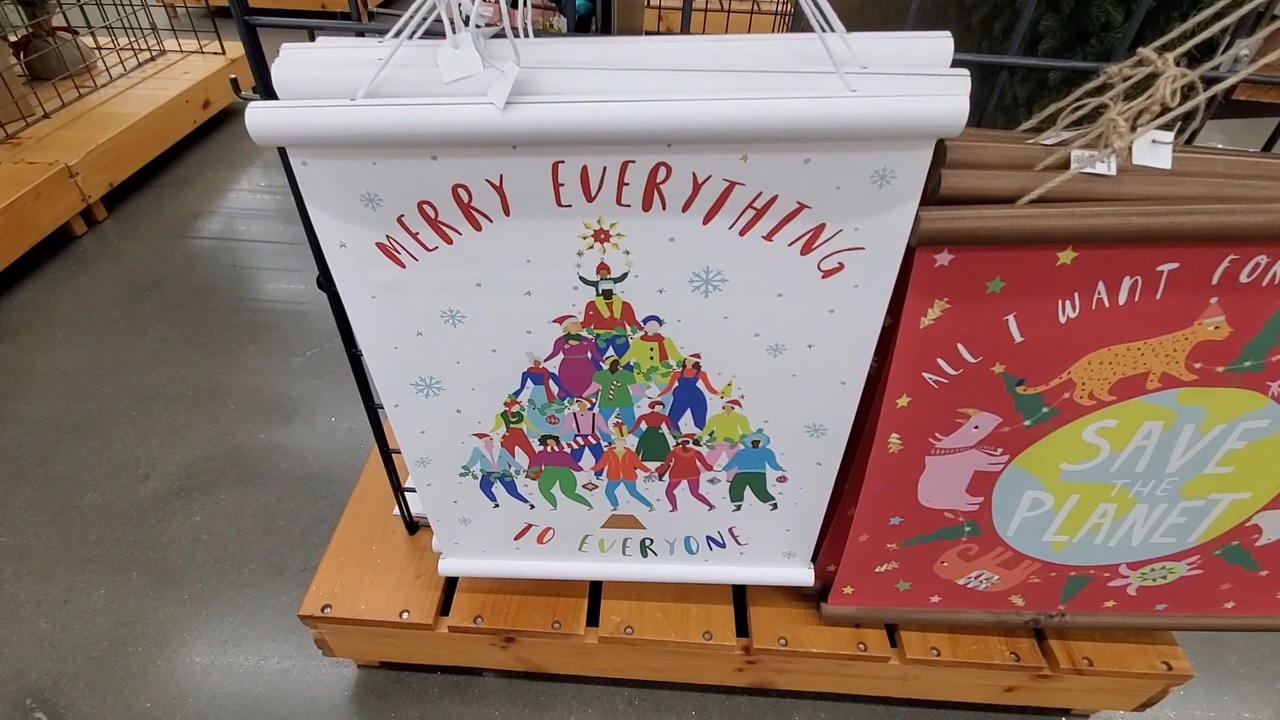 MERRY EVERYTHING
TO EVERYONE
ALL I WANT FOR
SAVE
THE
PLANET